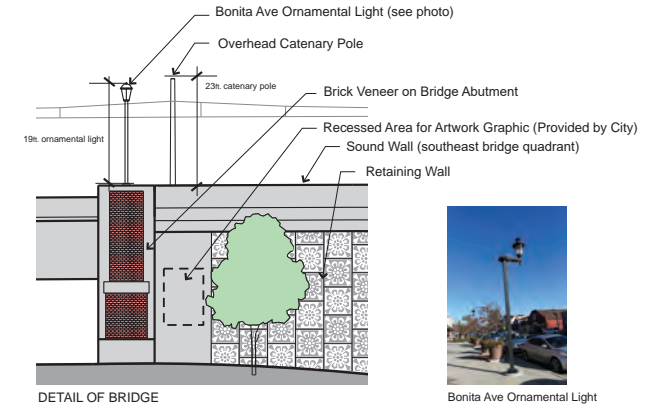 Bonita Ave Ornamental Light (see photo)
Overhead Catenary Pole
23ft. catenary pole
Brick Veneer on Bridge Abutment
19ft. ornamental light
Recessed Area for Artwork Graphic (Provided by City)
Sound Wall (southeast bridge quadrant)
Retaining Wall
DETAIL OF BRIDGE
Bonita Ave Ornamental Light